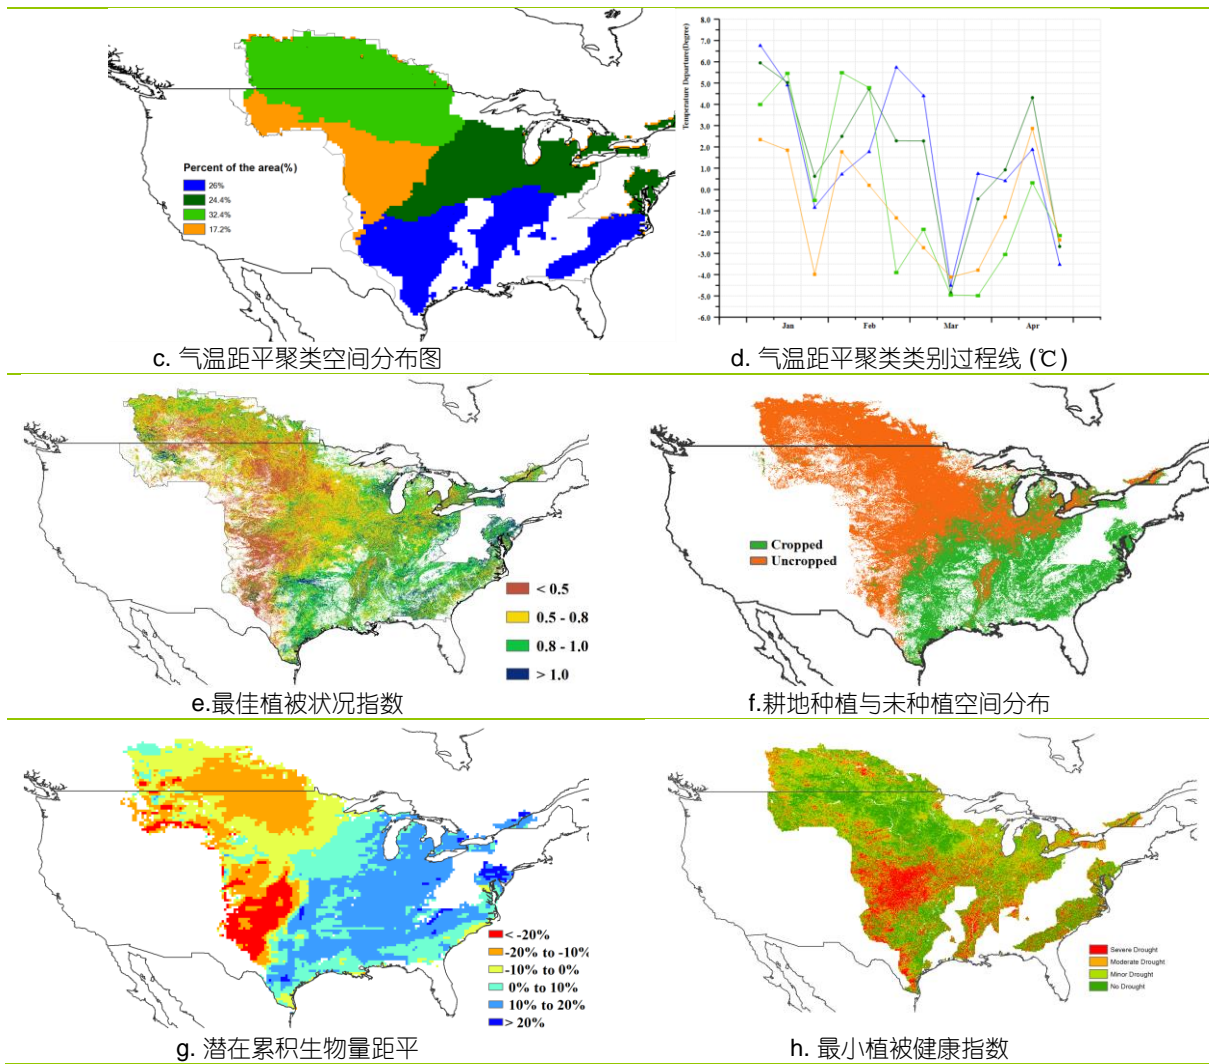 Percent of the area(%)
26%
24.4%
32.4%
17.2%
Temperature Departure(Degree)
8.0
7.0
6.0
5.0
4.0
3.0
2.0
1.0
0.0
-1.0
-2.0
-3.0
-4.0
-5.0
-6.0
Jan Feb Mar Apr
c. 气温距平聚类空间分布图
d. 气温距平聚类类别过程线 (℃)
< 0.5
0.5 - 0.8
0.8 - 1.0
> 1.0
Cropped
Uncropped
e.最佳植被状况指数
f.耕地种植与未种植空间分布
< -20%
-20% to -10%
-10% to 0%
0% to 10%
10% to 20%
> 20%
Severe Drought
Moderate Drought
Minor Drought
No Drought
g. 潜在累积生物量距平
h. 最小植被健康指数